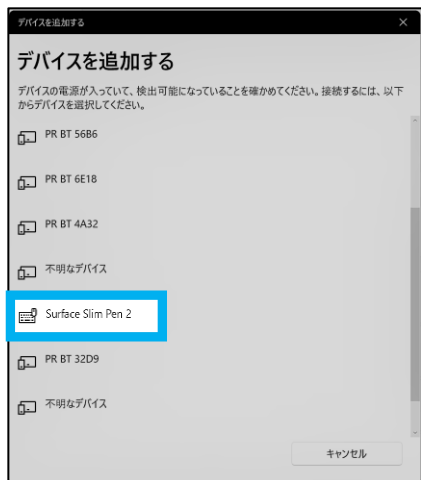 デバイスを追加する
デバイスを追加する
デバイスの電源が入っていて、検出可能になっていることを確かめてください。接続するには、以下
からデバイスを選択してください。
PR BT 56B6
PR BT 6E18
PR BT 4A32
不明なデバイス
Surface Slim Pen 2
PR BT 32D9
不明なデバイス
キャンセル